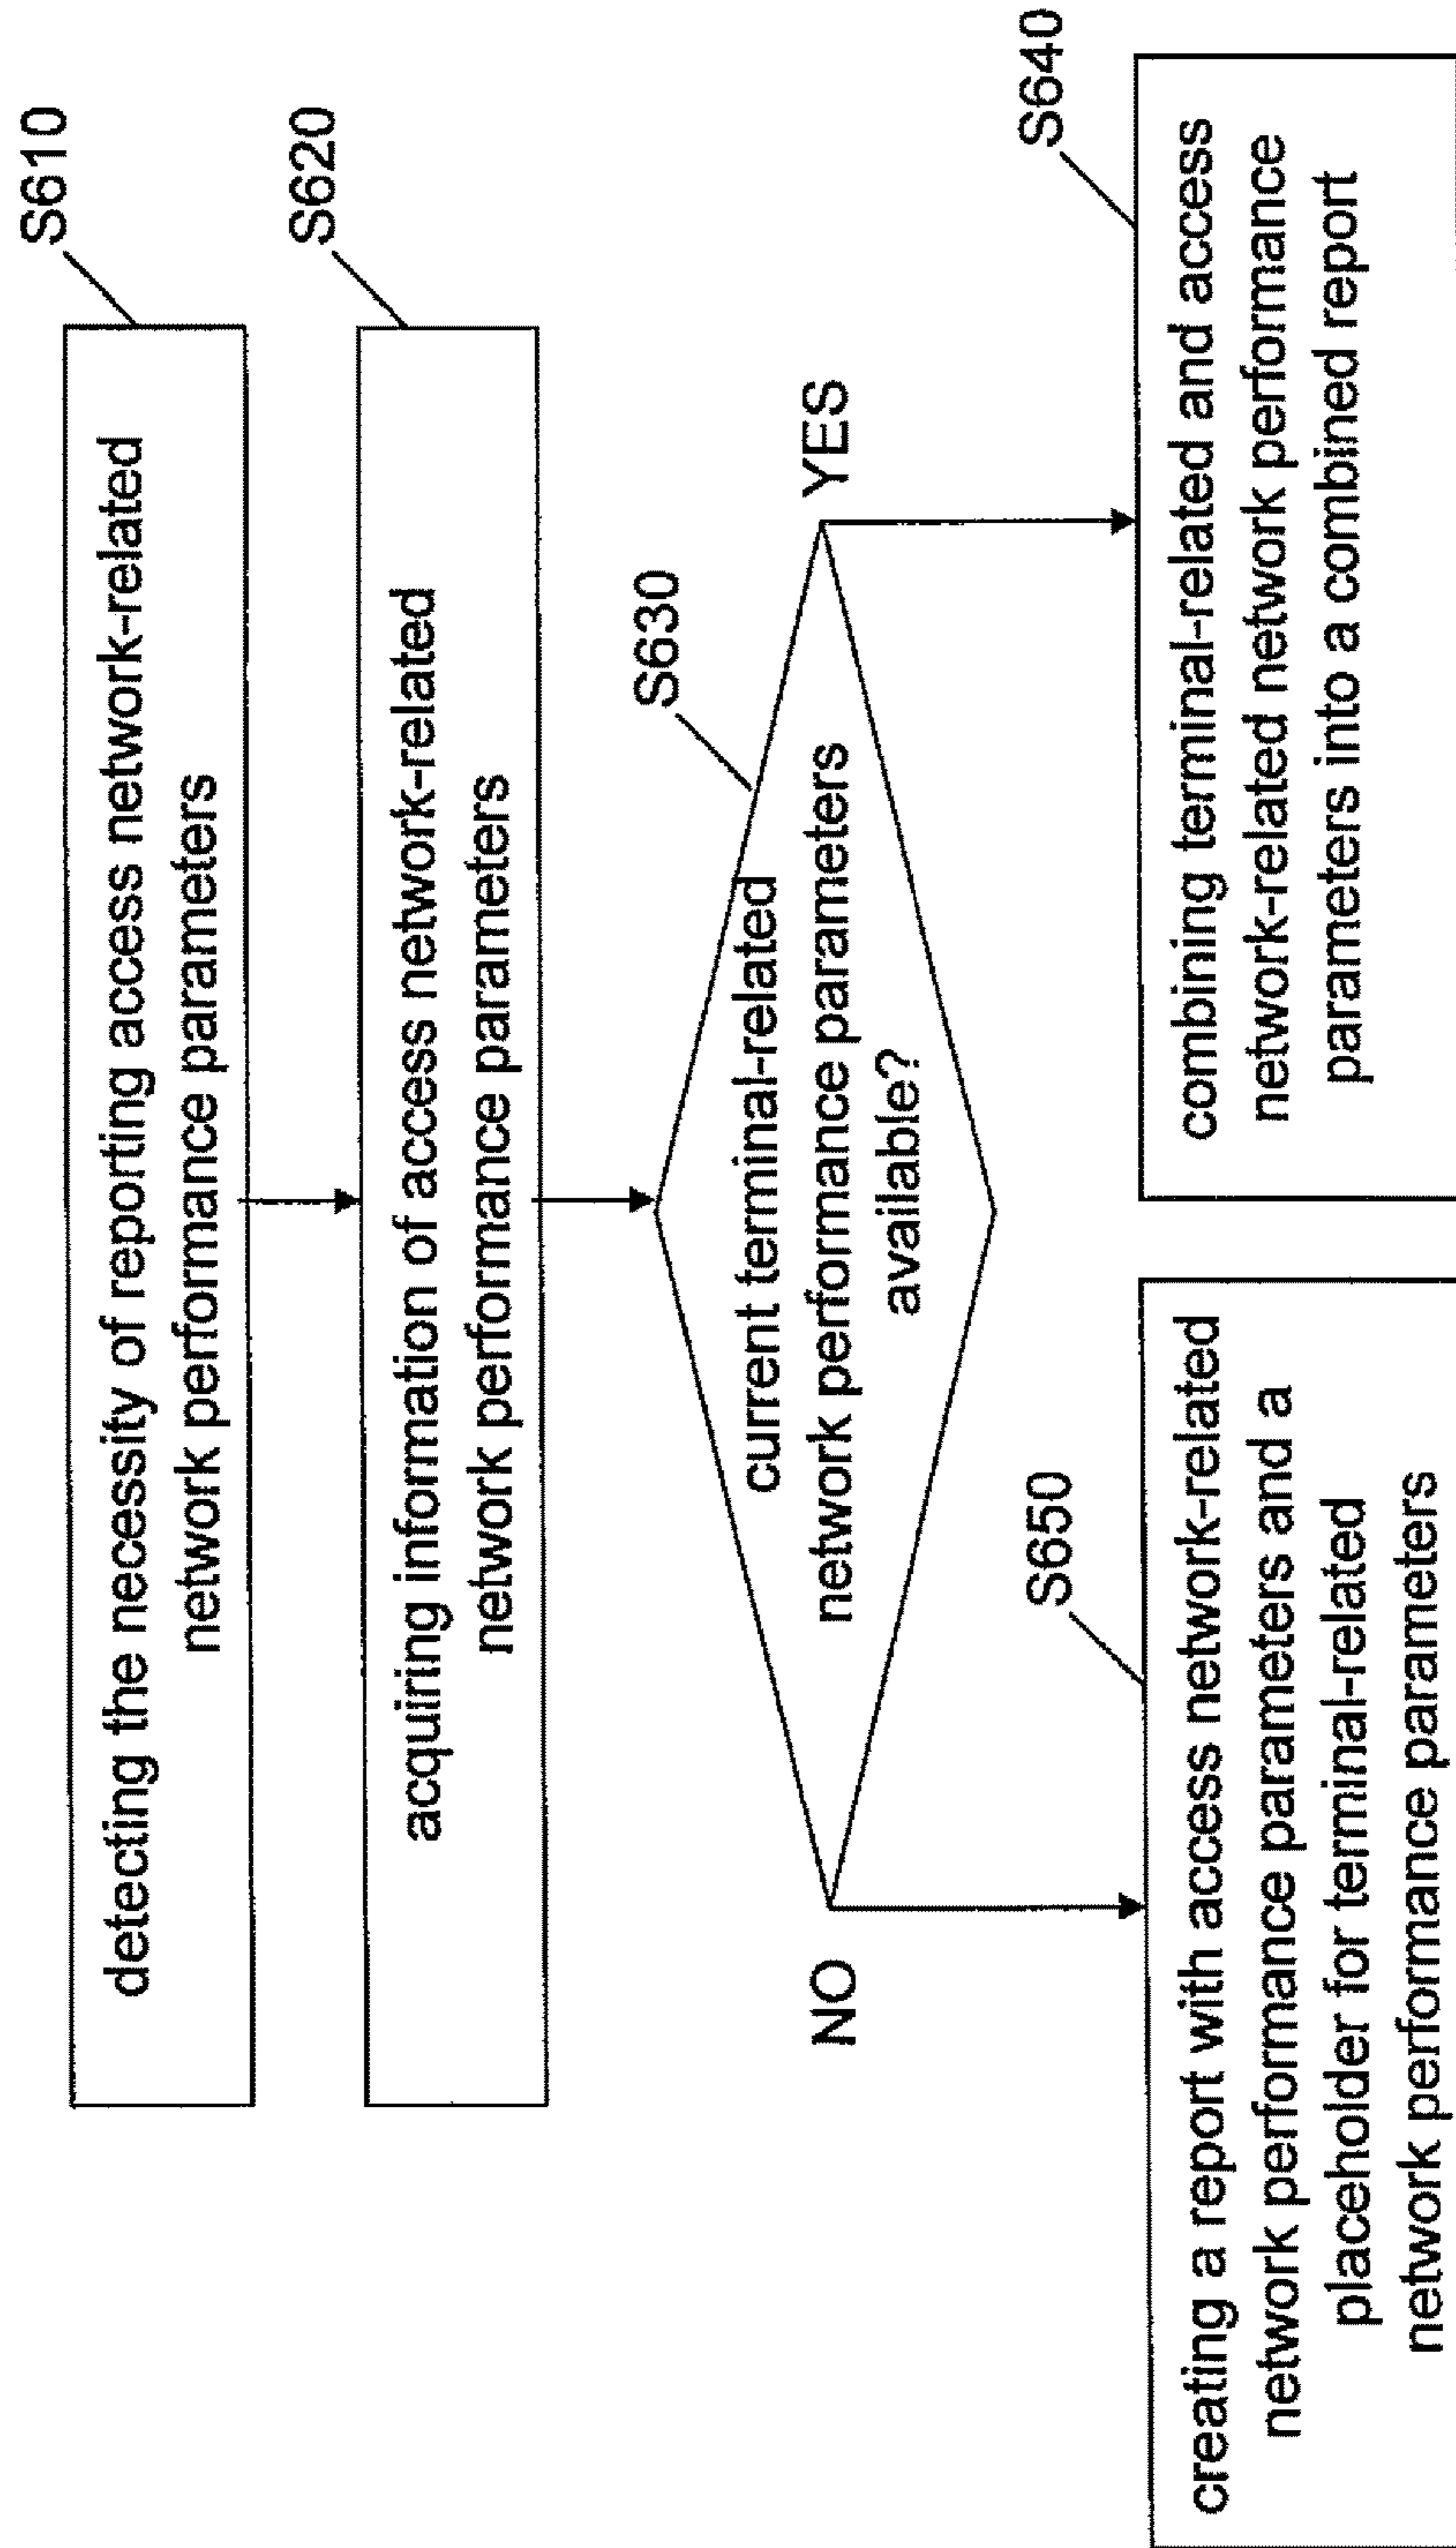 S610
detecting the necessity of reporting access network-related
network performance parameters
S620
acquiring information of access network-related
network performance parameters
S630
current terminal-related
network performance parameters
available?
NO
YES
S650
creating a report with access network-related
network performance parameters and a
placeholder for terminal-related
network performance parameters
S640
combining terminal-related and access
network-related network performance
parameters into a combined report